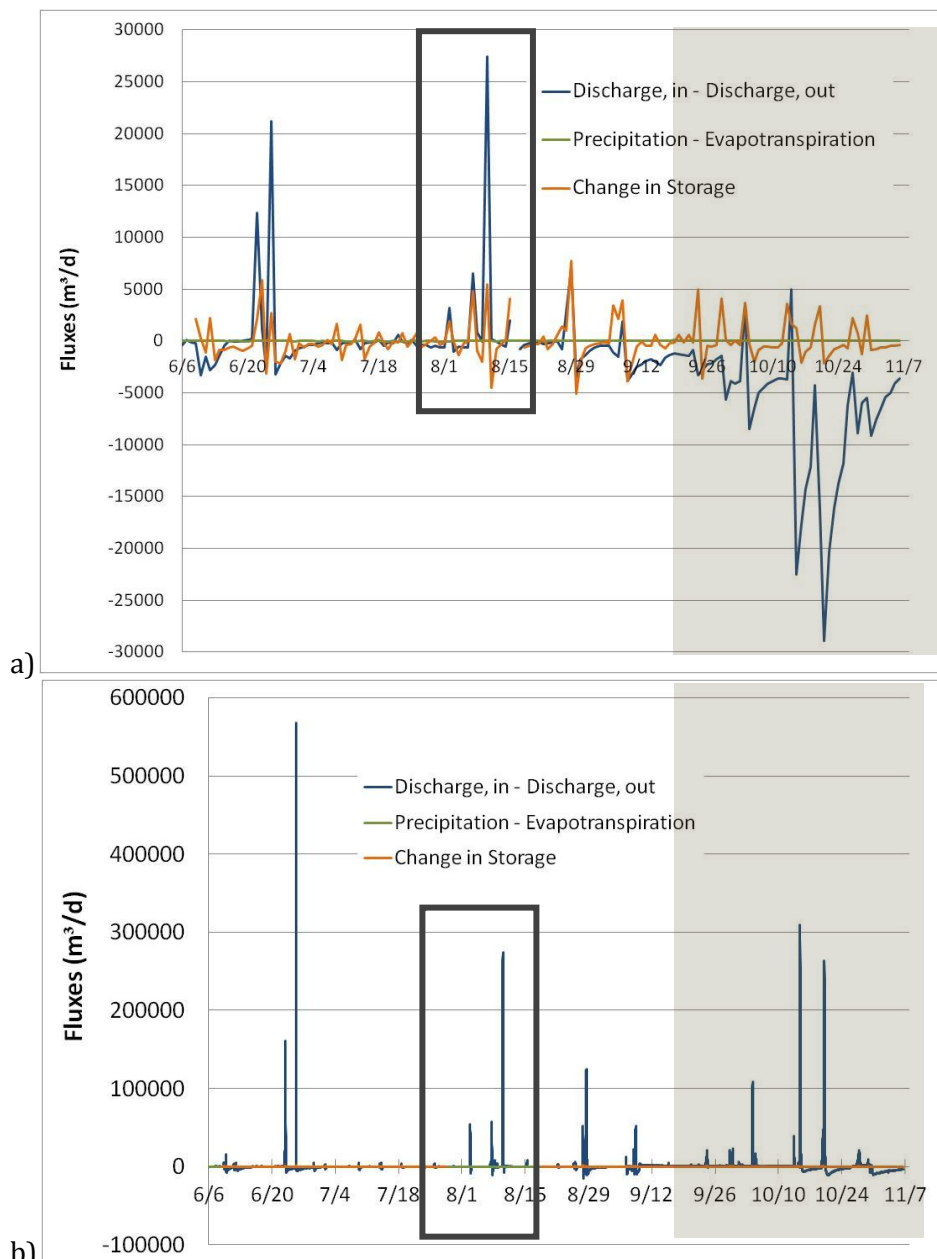 30000
25000
20000
15000
10000
5000
0
-5000
-10000
-15000
-20000
-25000
-30000
Fluxes (m³/d)
Discharge, in - Discharge, out
Precipitation - Evapotranspiration
Change in Storage
6/6 6/20 7/4 7/18 8/1 8/15 8/29 9/12 9/26 10/10 10/24 11/7
a)
600000
500000
400000
300000
200000
100000
0
-100000
Fluxes (m³/d)
Discharge, in - Discharge, out
Precipitation - Evapotranspiration
Change in Storage
6/6 6/20 7/4 7/18 8/1 8/15 8/29 9/12 9/26 10/10 10/24 11/7
b)